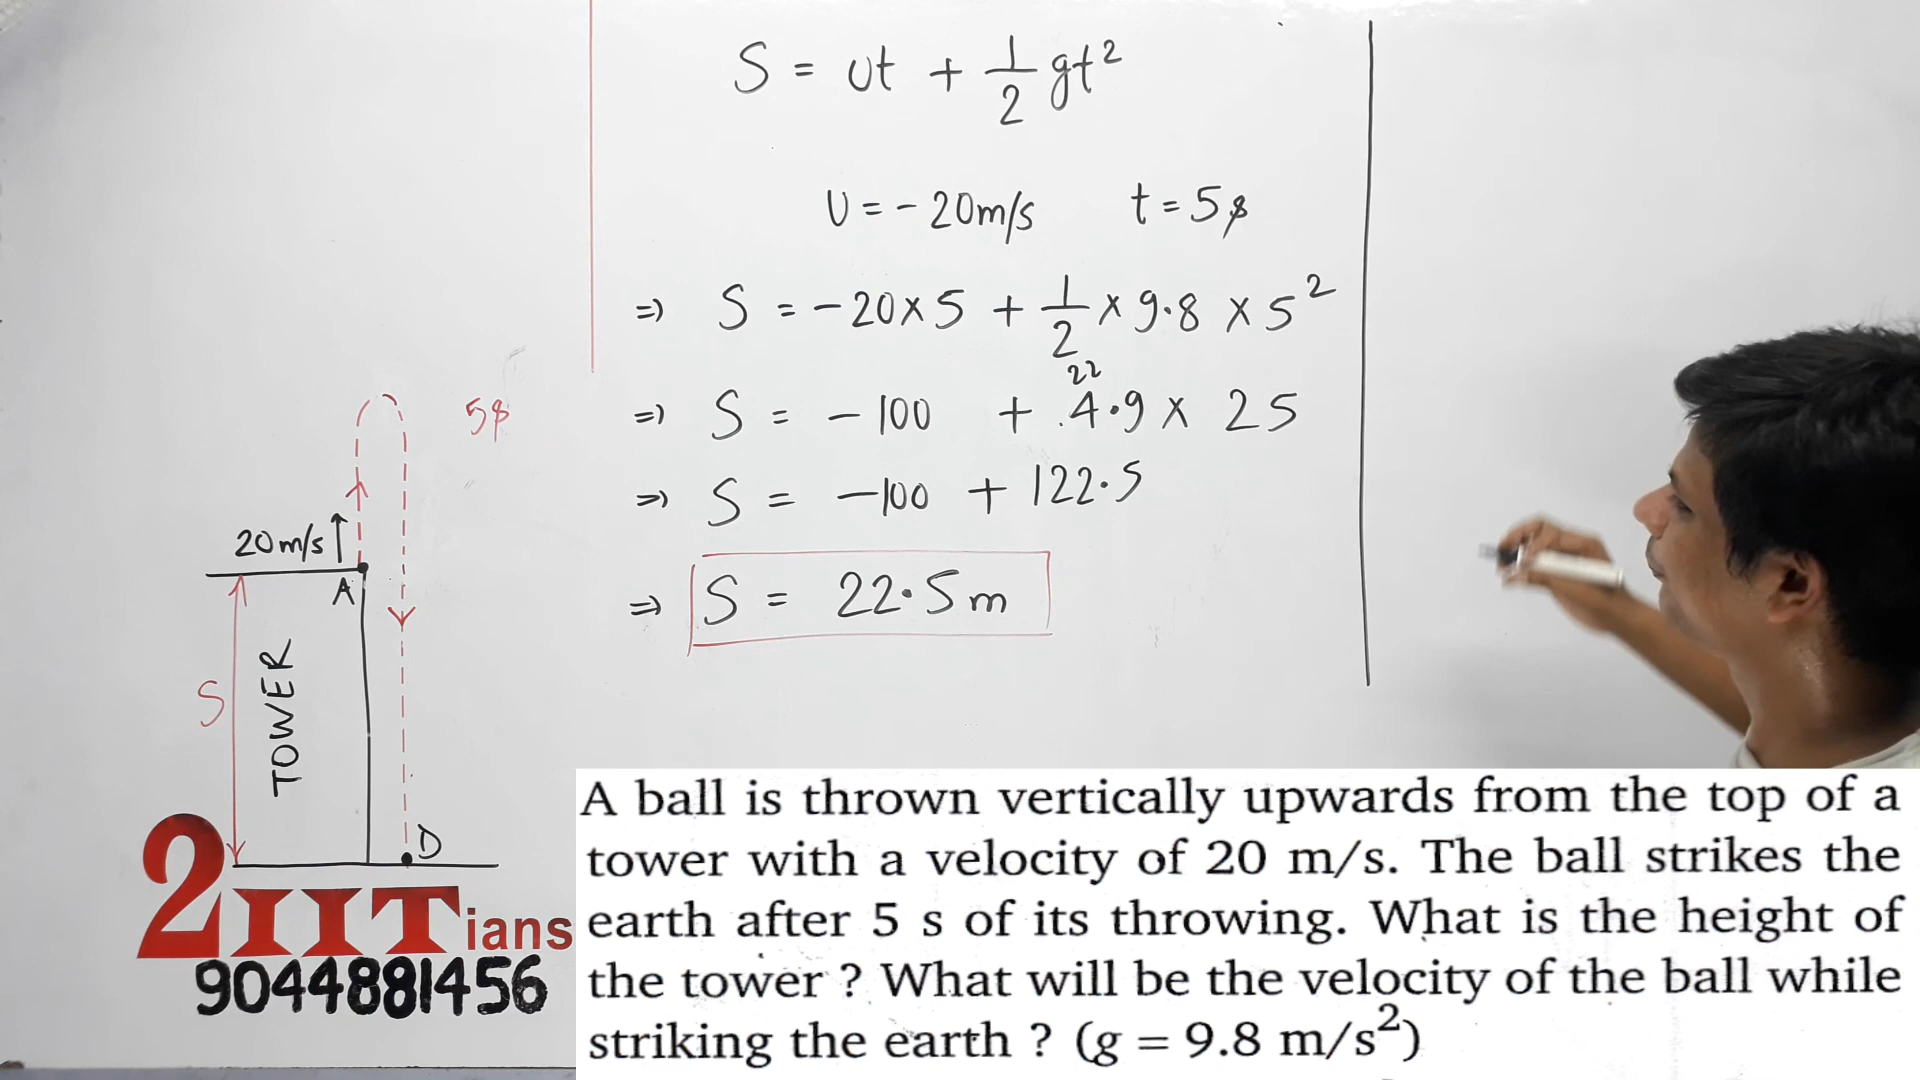 S = ut + 1/2 gt²
U = - 20m/s t = 5s
=> S = - 20 x 5 + 1/2 x 9.8 x 5²
22
=> S = - 100 + .4.9 x 25
=> S = - 100 + 122.5
=> S = 22.5m
5s
20m/s
A
S
TOWER
D
2IITians
9044881456
A ball is thrown vertically upwards from the top of a
tower with a velocity of 20 m/s. The ball strikes the
earth after 5 s of its throwing. What is the height of
the tower ? What will be the velocity of the ball while
striking the earth ? (g = 9.8 m/s²)